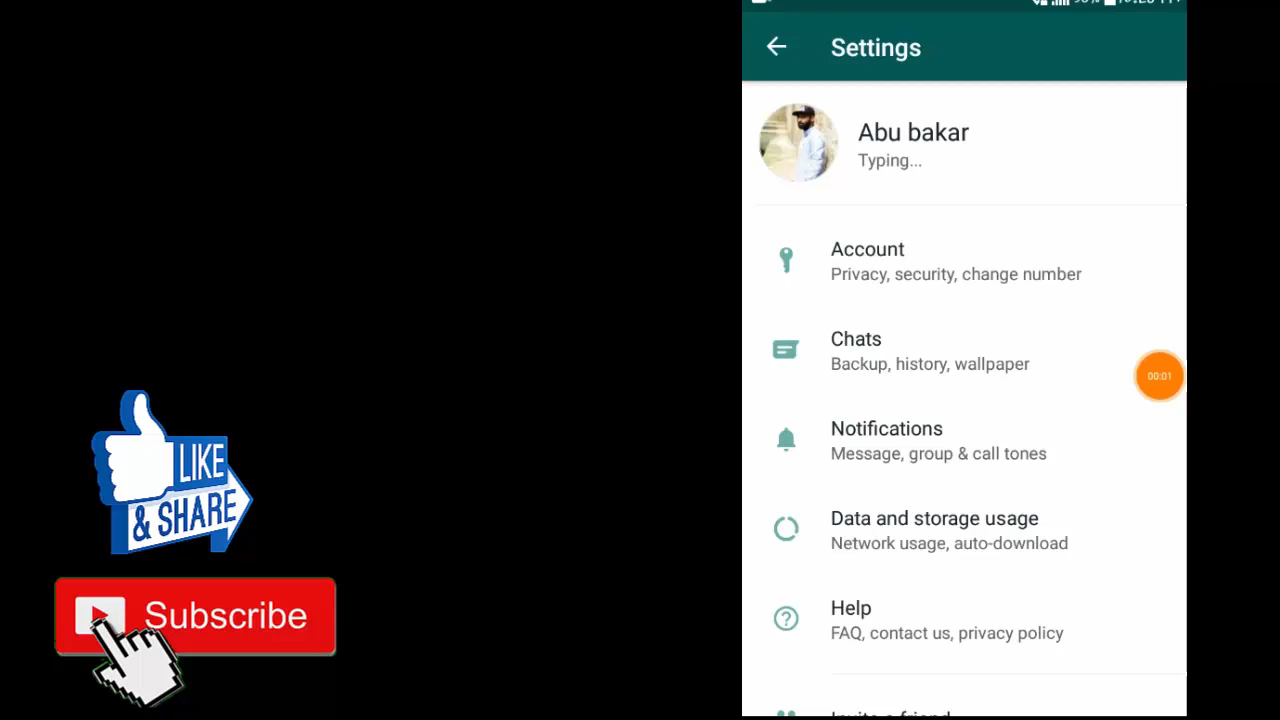 Settings
Abu bakar
Typing...
Account
Privacy, security, change number
Chats
Backup, history, wallpaper
00:01
Notifications
Message, group & call tones
Data and storage usage
Network usage, auto-download
Help
FAQ, contact us, privacy policy
LIKE
& SHARE
Subscribe